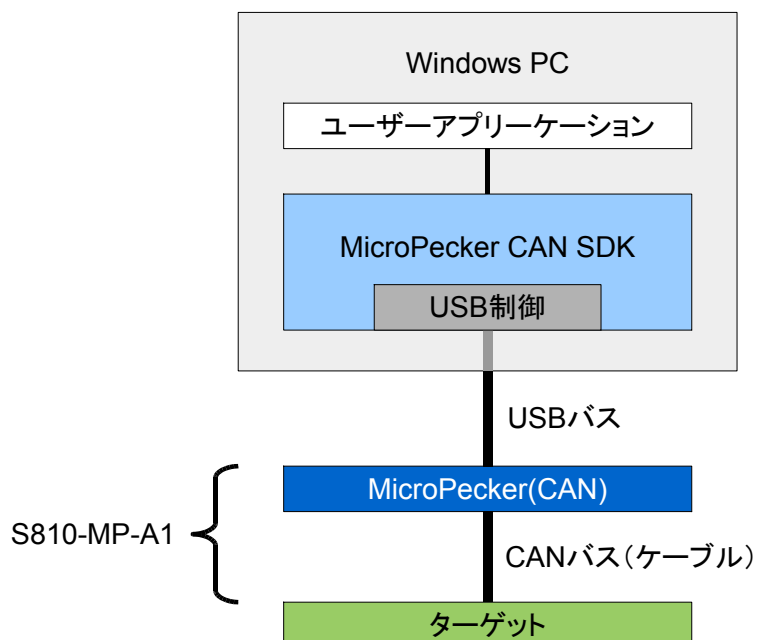 Windows PC
ユーザーアプリーケーション
MicroPecker CAN SDK
USB制御
USBバス
MicroPecker(CAN)
S810-MP-A1
CANバス(ケーブル)
ターゲット